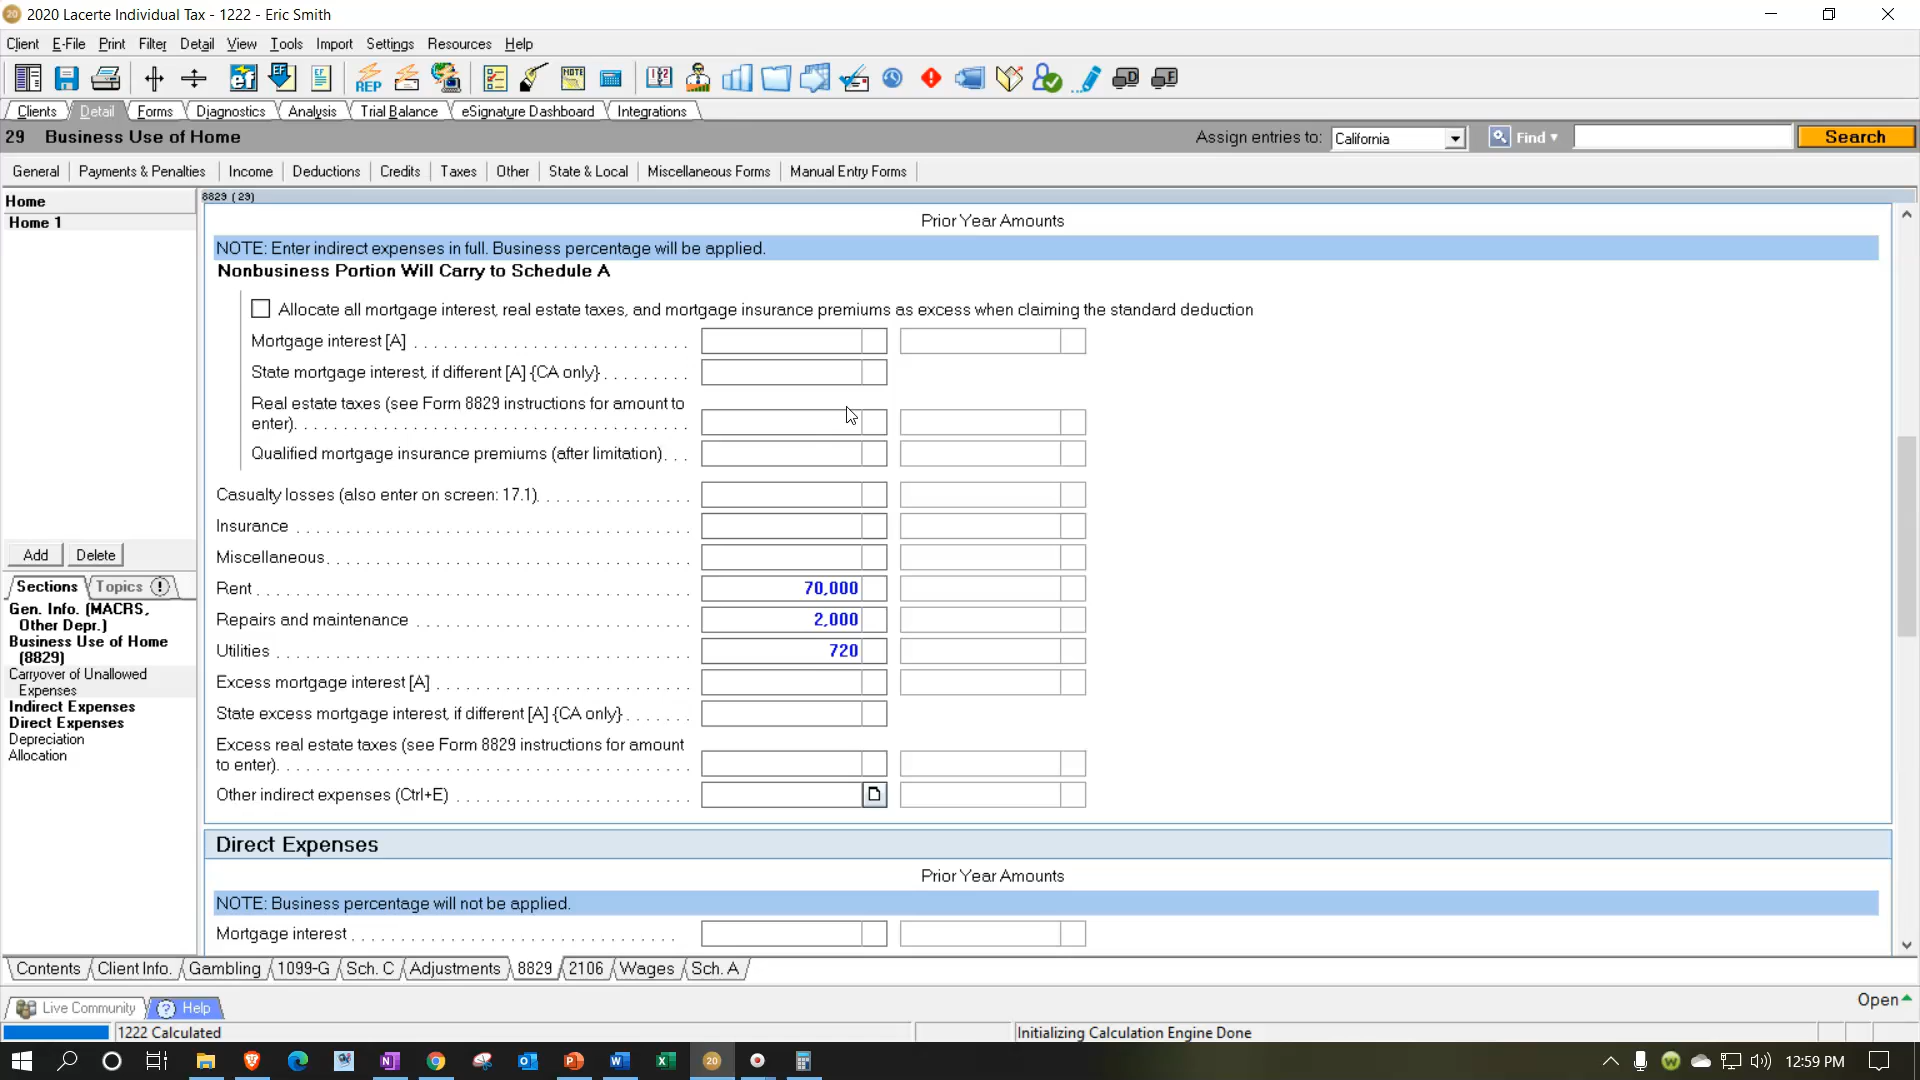 20 2020 Lacerte Individual Tax - 1222 - Eric Smith
Client E-File Print Filter Detail View Tools Import Settings Resources Help
Clients Detail Forms Diagnostics Analysis Trial Balance eSignature Dashboard Integrations
29 Business Use of Home Assign entries to: California Find Search
General Payments & Penalties Income Deductions Credits Taxes Other State & Local Miscellaneous Forms Manual Entry Forms
Home
Home 1
Add Delete
Sections Topics
Gen. Info. (MACRS,
Other Depr.)
Business Use of Home
(8829)
Carryover of Unallowed
Expenses
Indirect Expenses
Direct Expenses
Depreciation
Allocation
8829 (29)
Prior Year Amounts
NOTE: Enter indirect expenses in full. Business percentage will be applied.
Nonbusiness Portion Will Carry to Schedule A
Allocate all mortgage interest, real estate taxes, and mortgage insurance premiums as excess when claiming the standard deduction
Mortgage interest [A]
State mortgage interest, if different [A] {CA only}
Real estate taxes (see Form 8829 instructions for amount to
enter).
Qualified mortgage insurance premiums (after limitation).
Casualty losses (also enter on screen: 17.1)
Insurance
Miscellaneous
Rent 70,000
Repairs and maintenance 2,000
Utilities 720
Excess mortgage interest [A]
State excess mortgage interest, if different [A] {CA only}
Excess real estate taxes (see Form 8829 instructions for amount
to enter).
Other indirect expenses (Ctrl+E)
Direct Expenses
Prior Year Amounts
NOTE: Business percentage will not be applied.
Mortgage interest
Contents Client Info. Gambling 1099-G Sch. C Adjustments 8829 2106 Wages Sch. A
Live Community Help Open
1222 Calculated Initializing Calculation Engine Done
12:59 PM